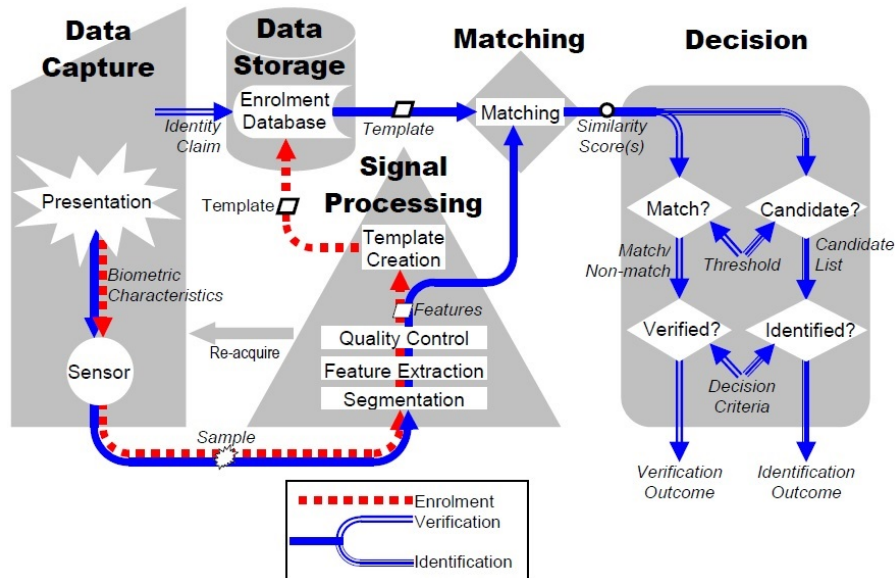 Data
Capture
Data
Storage
Matching
Decision
Enrolment
Database
Identity
Claim
Template
Matching
Similarity
Score(s)
Signal
Processing
Presentation
Template
Template
Creation
Match?
Candidate?
Match/
Non-match
Threshold
Candidate
List
Biometric
Characteristics
Features
Quality Control
Feature Extraction
Segmentation
Re-acquire
Sensor
Verified?
Identified?
Decision
Criteria
Sample
Verification
Outcome
Identification
Outcome
Enrolment
Verification
Identification